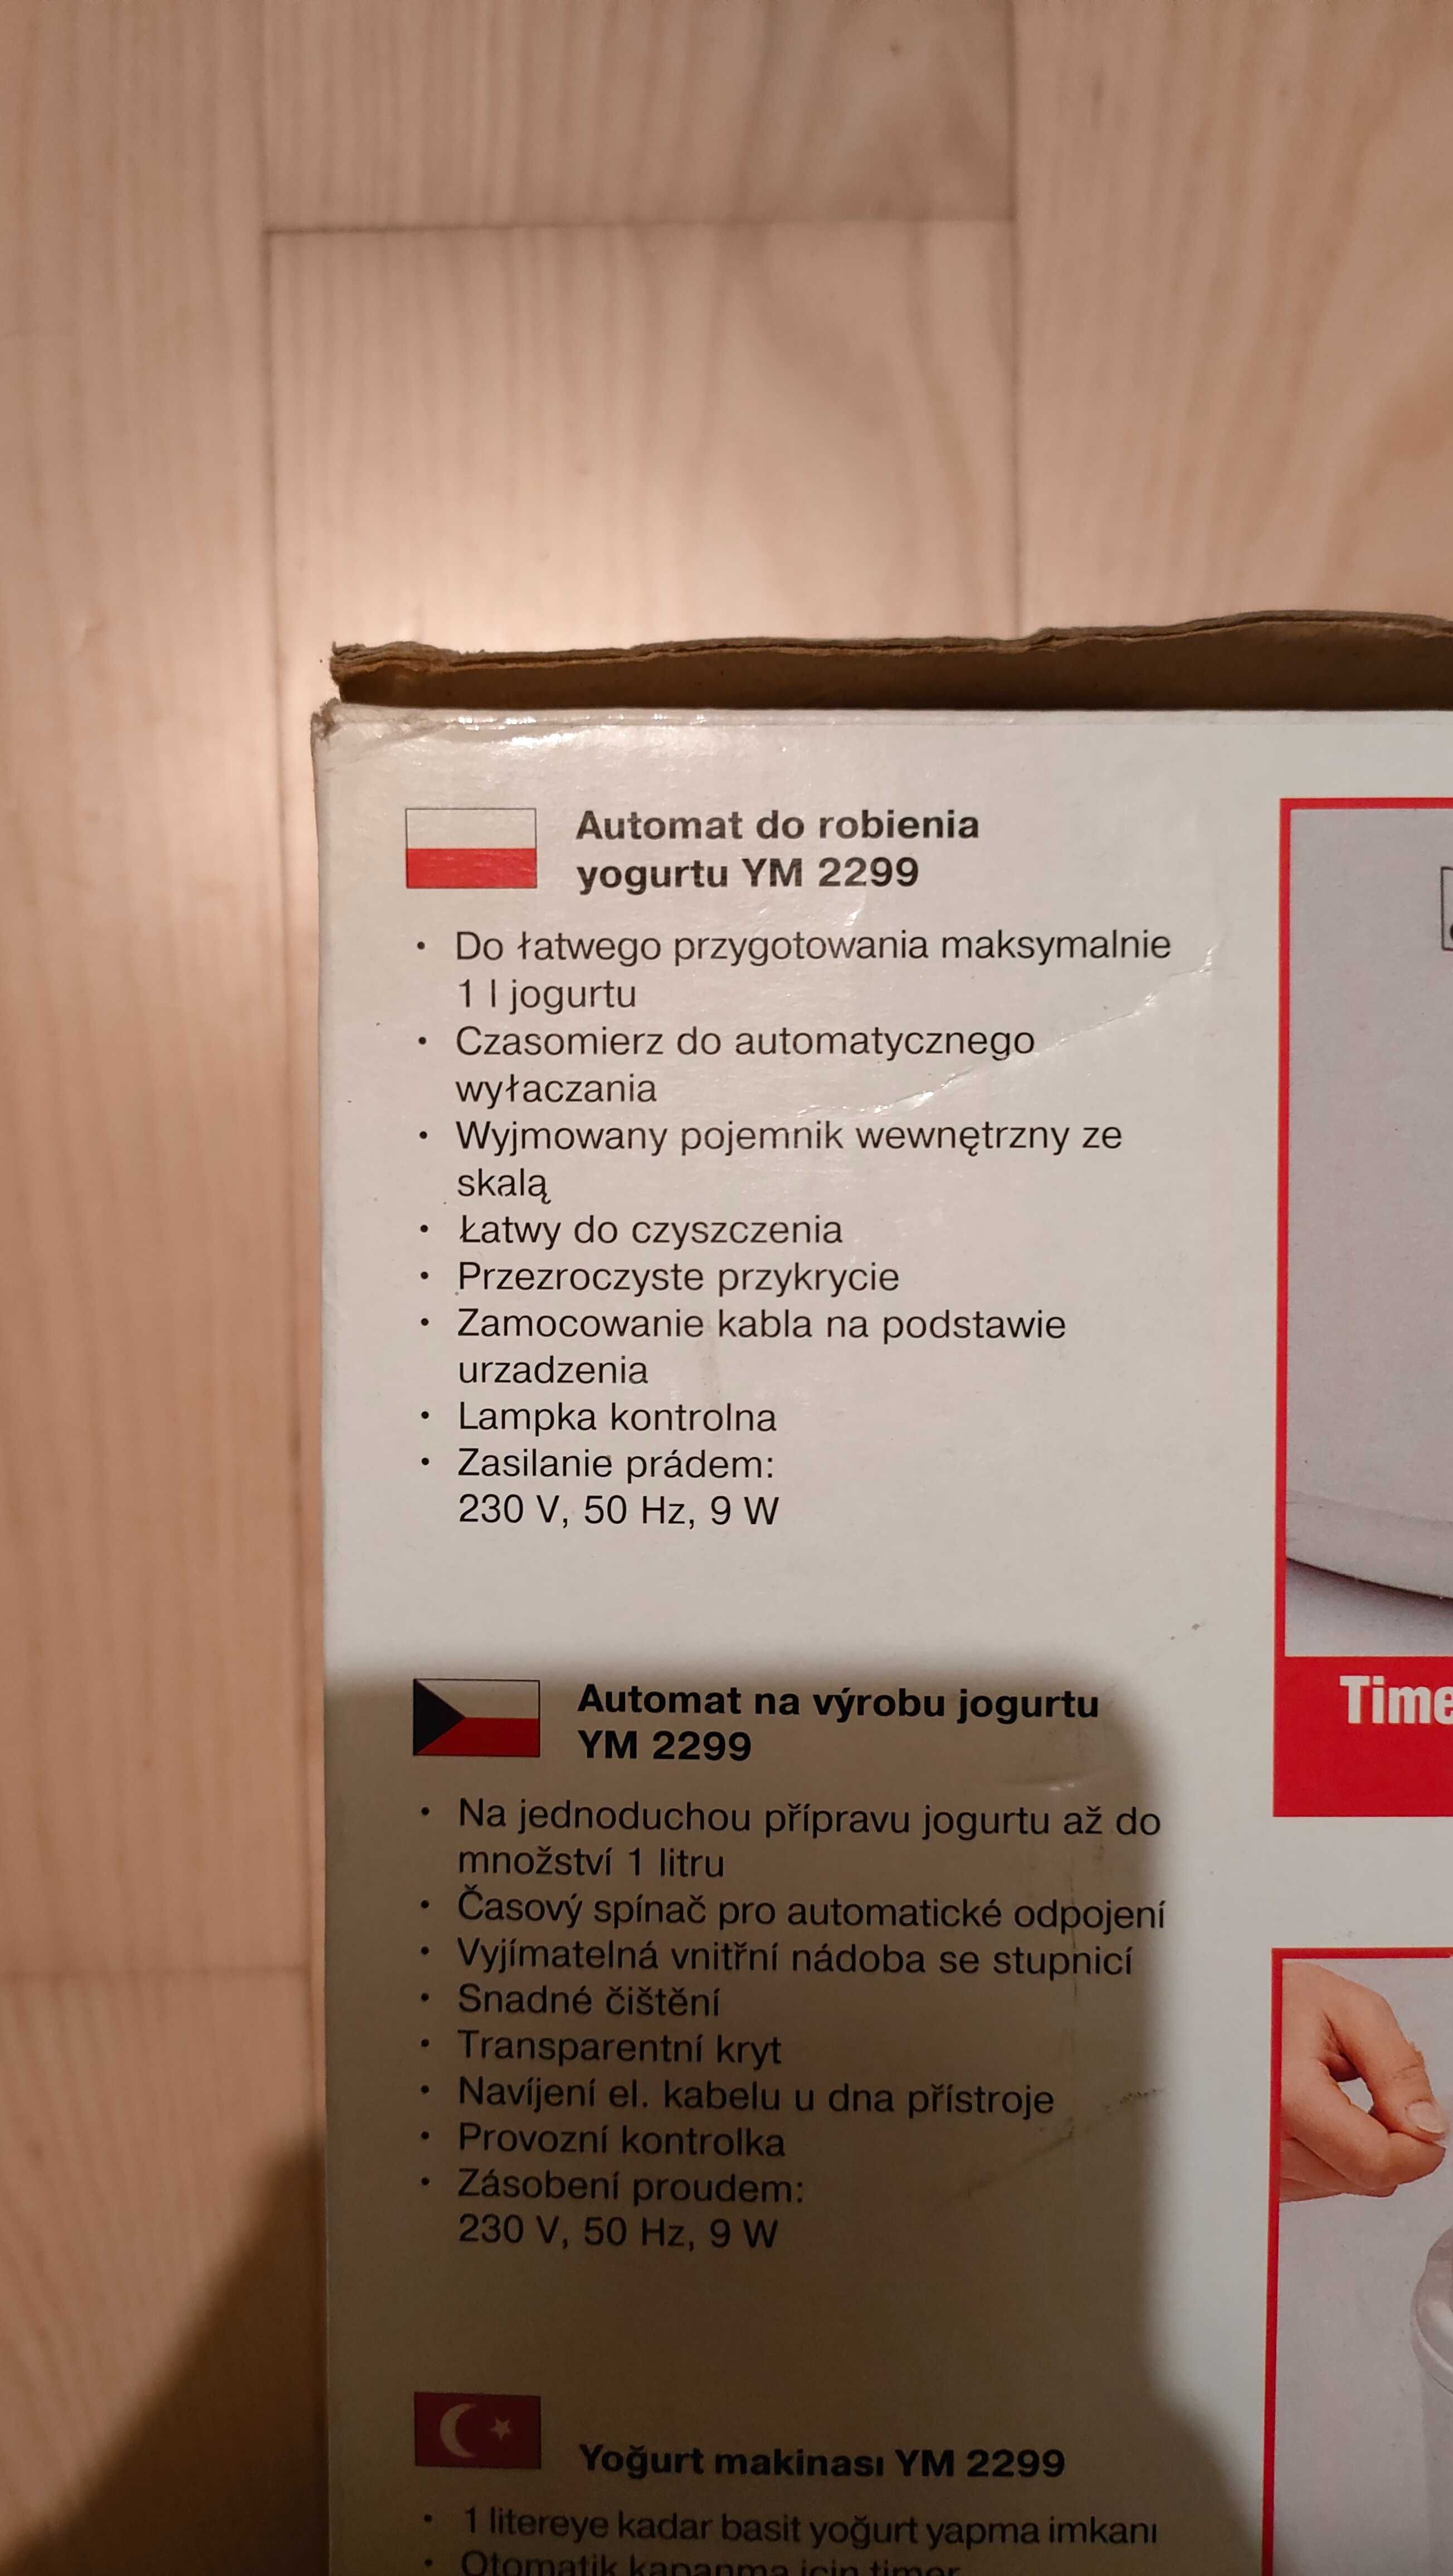 Automat do robienia
yogurtu YM 2299
• Do łatwego przygotowania maksymalnie
1 l jogurtu
• Czasomierz do automatycznego
wyłaczania
• Wyjmowany pojemnik wewnętrzny ze
skalą
• Łatwy do czyszczenia
• Przezroczyste przykrycie
• Zamocowanie kabla na podstawie
urzadzenia
• Lampka kontrolna
• Zasilanie prádem:
230 V, 50 Hz, 9 W
Automat na výrobu jogurtu
YM 2299
• Na jednoduchou přípravu jogurtu až do
množství 1 litru
• Časový spínač pro automatické odpojení
• Vyjímatelná vnitřní nádoba se stupnicí
• Snadné čištění
• Transparentní kryt
• Navíjení el. kabelu u dna přístroje
• Provozní kontrolka
• Zásobení proudem:
230 V, 50 Hz, 9 W
Yoğurt makinası YM 2299
• 1 litereye kadar basit yoğurt yapma imkanı
• Otomatik kapanma için timer
Time